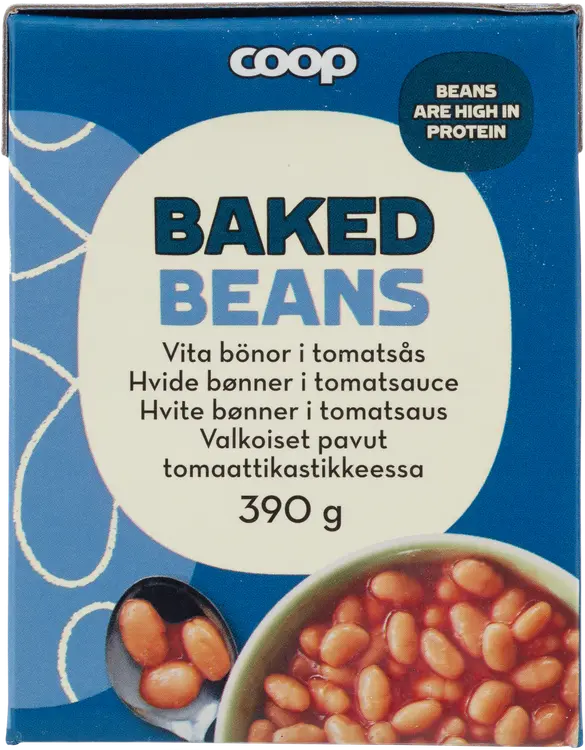 coop
BEANS
ARE HIGH IN
PROTEIN
BAKED
BEANS
Vita bönor i tomatsås
Hvide bønner i tomatsauce
Hvite bønner i tomatsaus
Valkoiset pavut
tomaattikastikkeessa
390 g